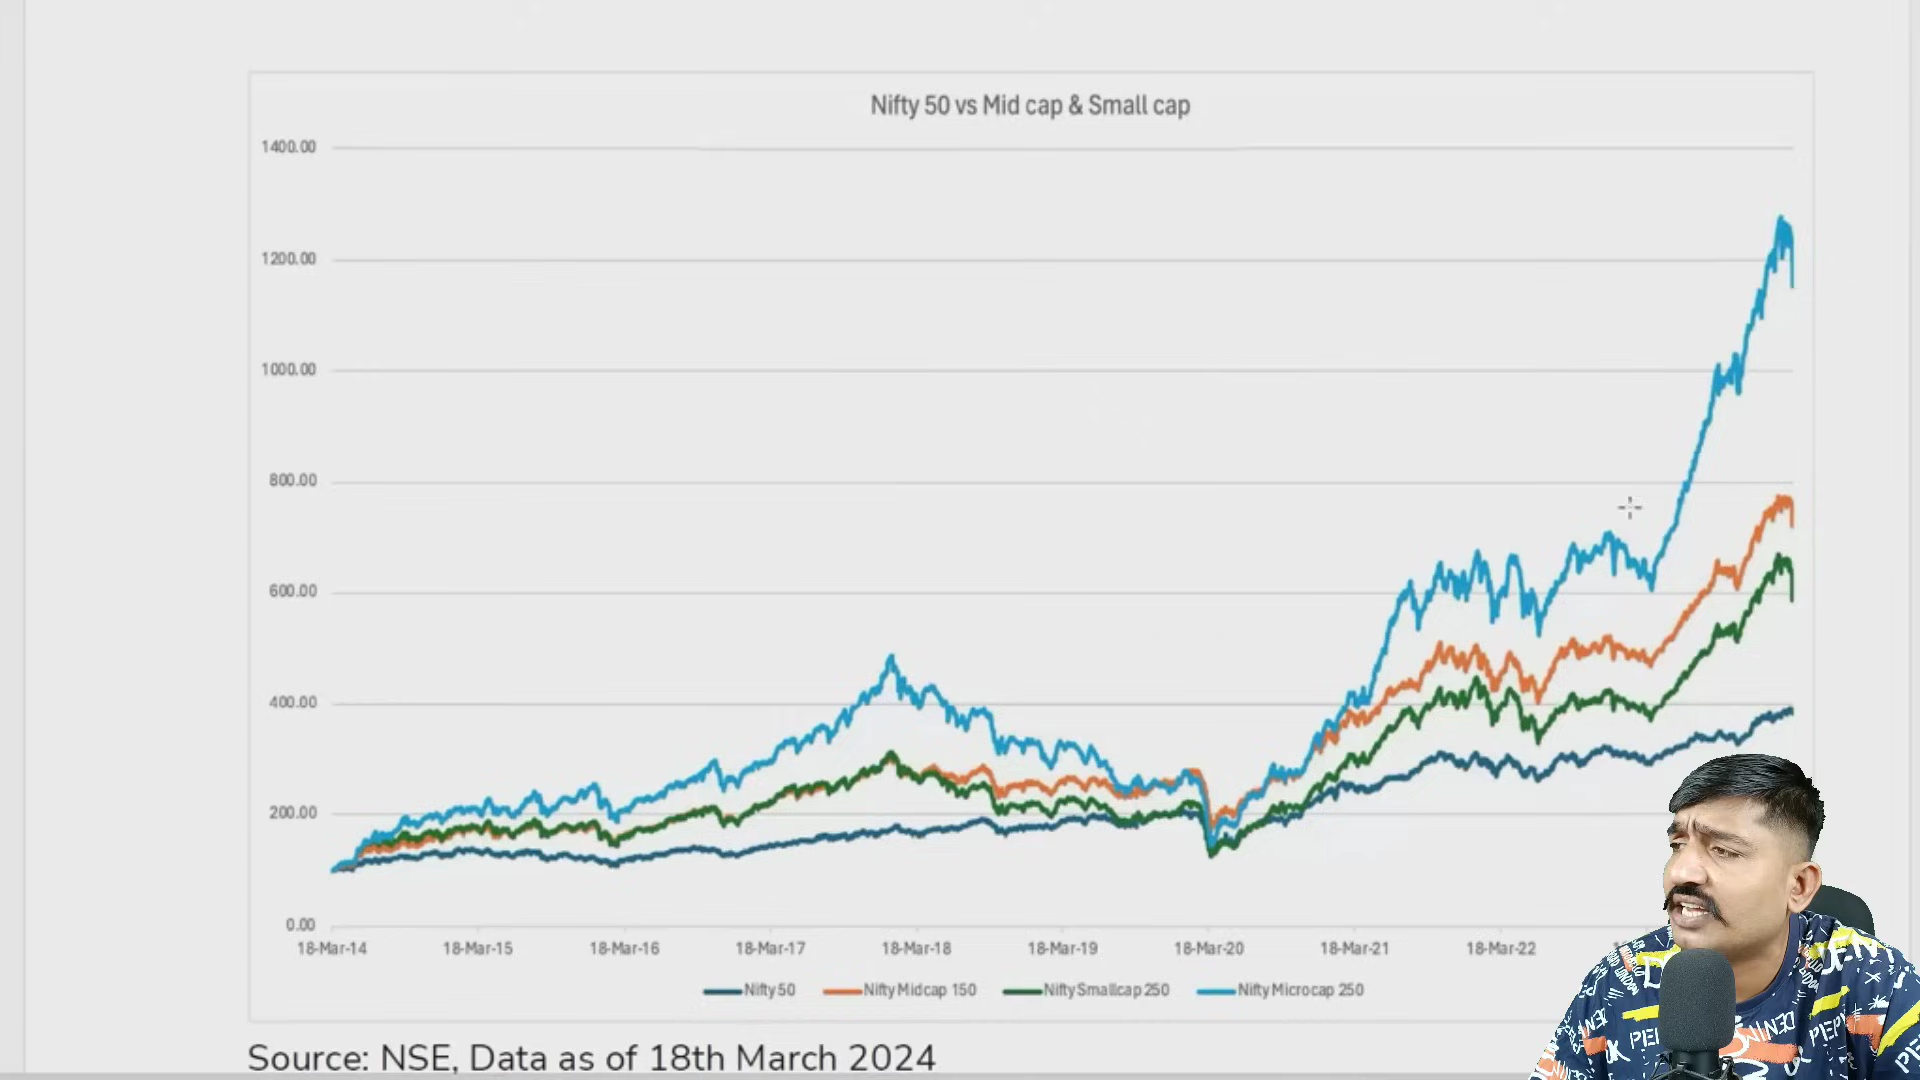 Nifty 50 vs Mid cap & Small cap
1400.00
1200.00
1000.00
800.00
600.00
400.00
200.00
0.00
18-Mar-14 18-Mar-15 18-Mar-16 18-Mar-17 18-Mar-18 18-Mar-19 18-Mar-20 18-Mar-21 18-Mar-22
Nifty 50 Nifty Midcap 150 Nifty Smallcap 250 Nifty Microcap 250
Source: NSE, Data as of 18th March 2024